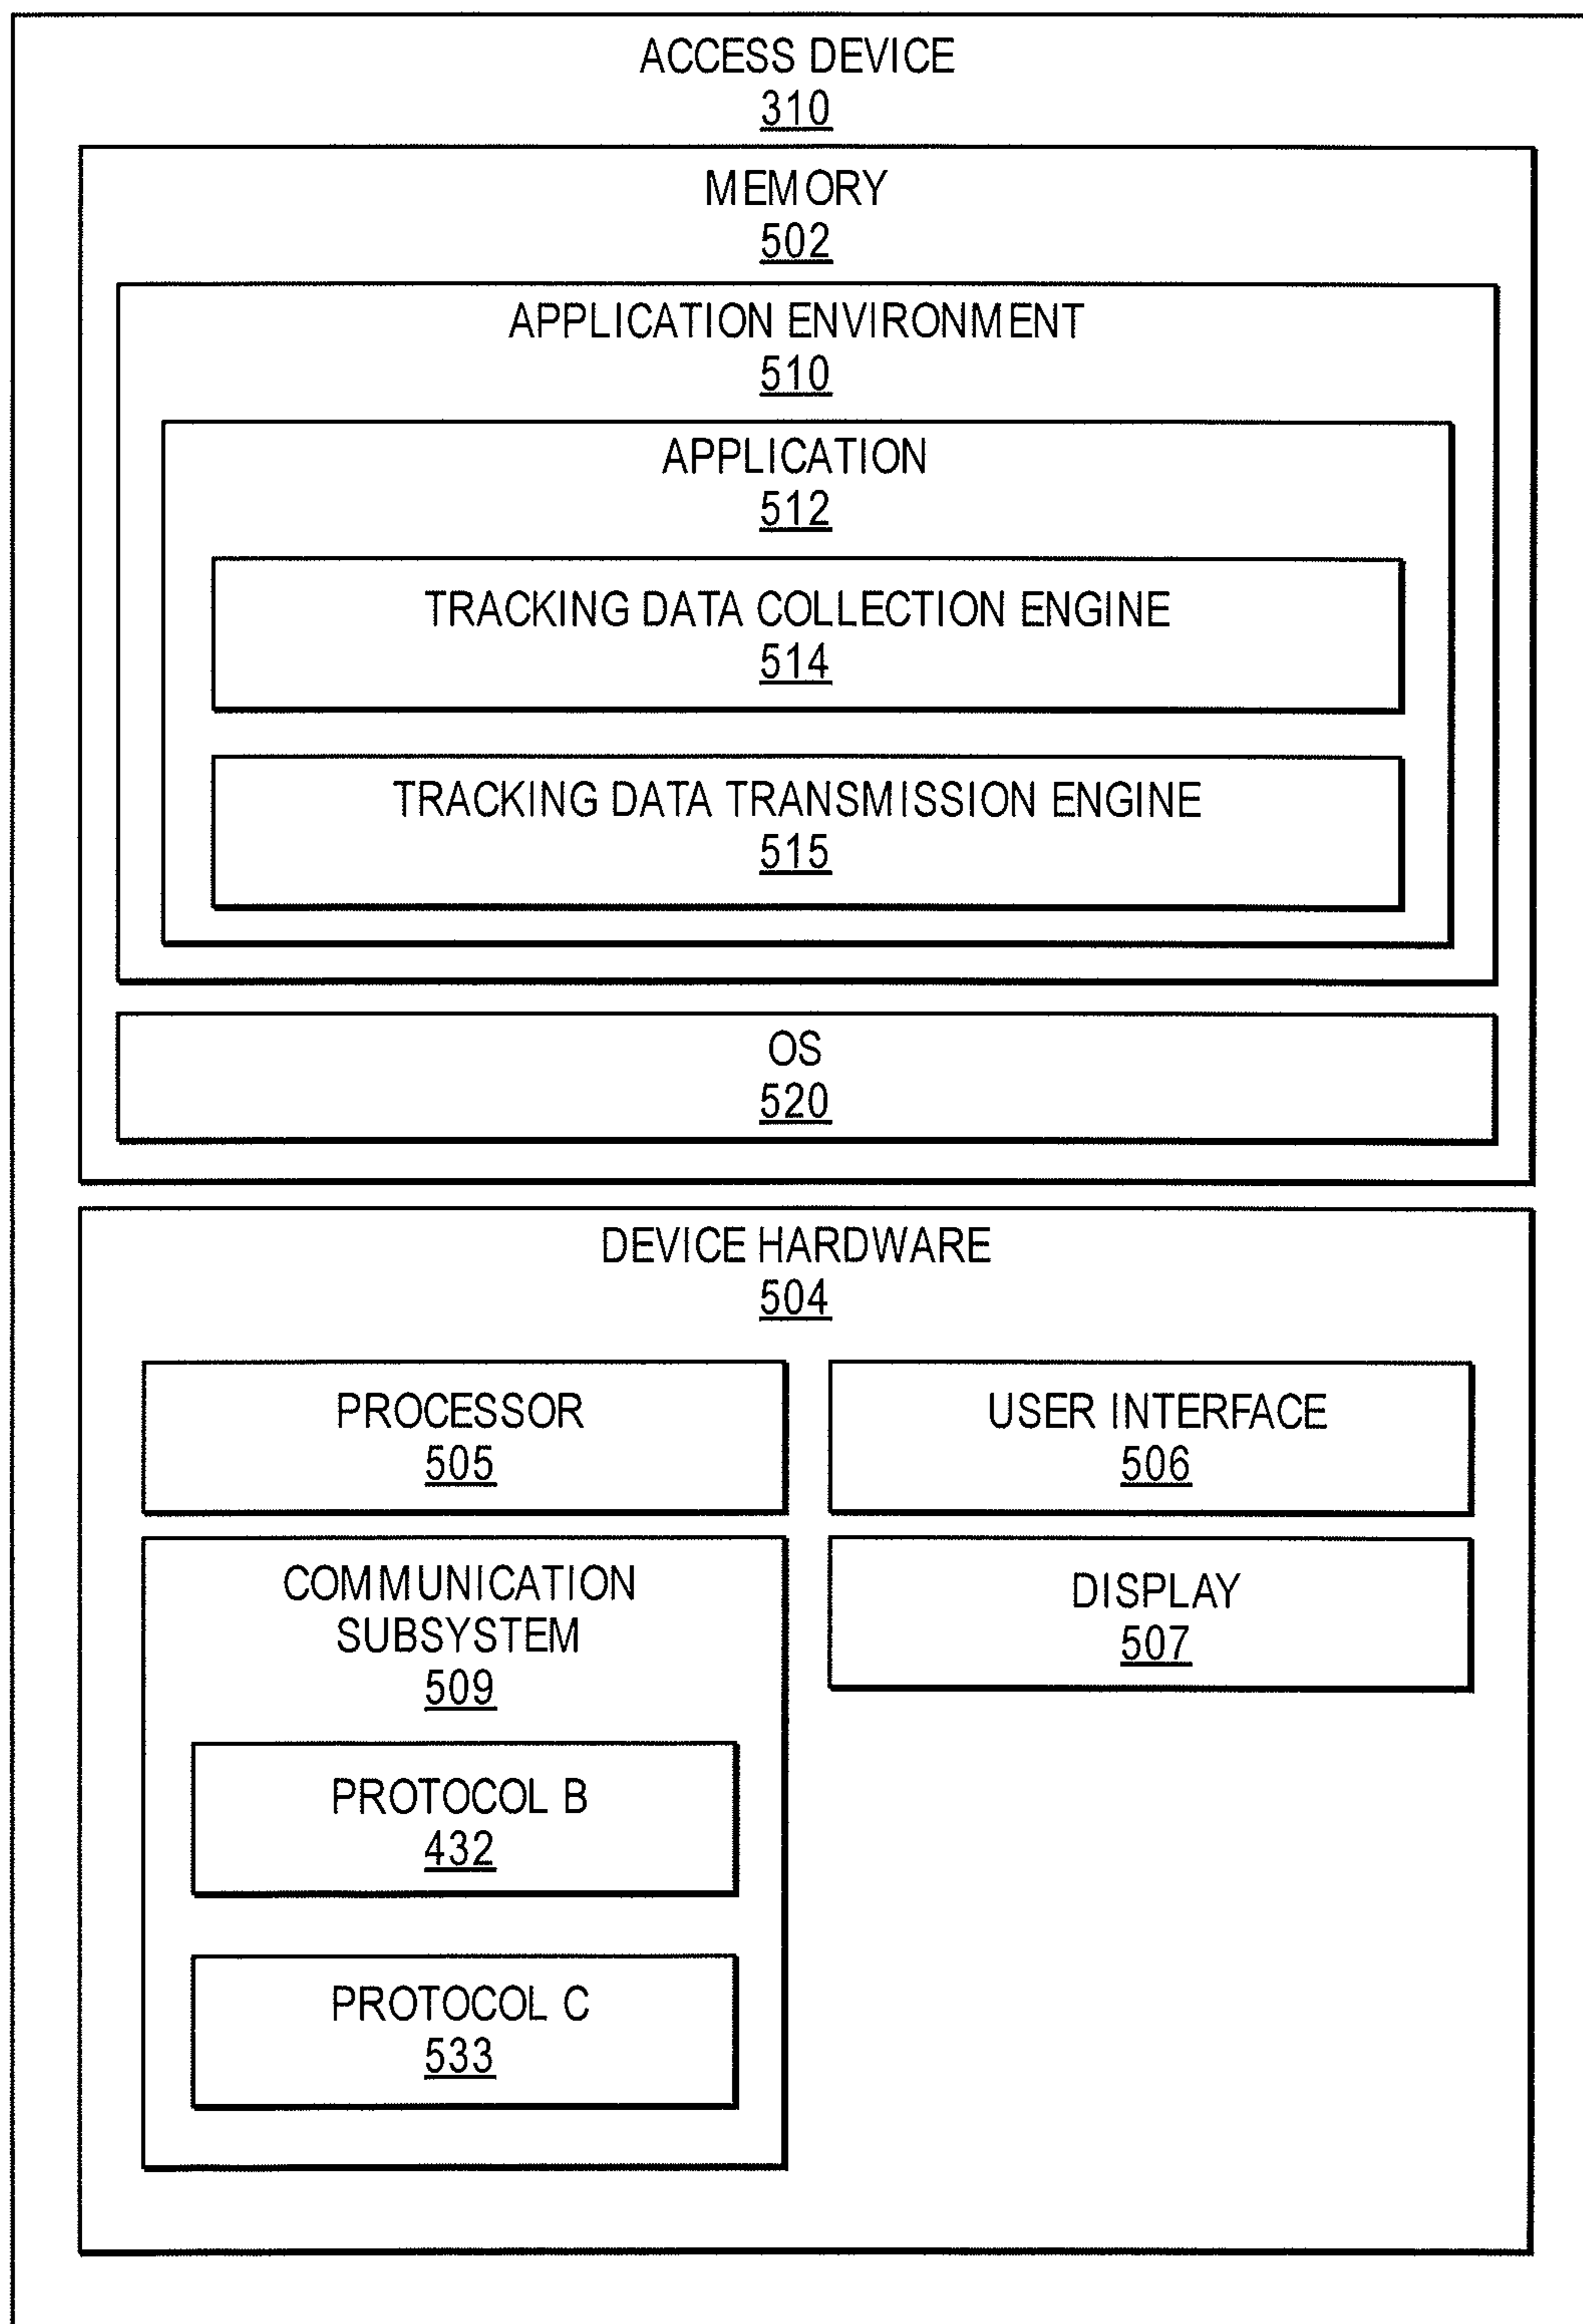 ACCESS DEVICE
310
MEMORY
502
APPLICATION ENVIRONMENT
510
APPLICATION
512
TRACKING DATA COLLECTION ENGINE
514
TRACKING DATA TRANSMISSION ENGINE
515
OS
520
DEVICE HARDWARE
504
PROCESSOR
505
USER INTERFACE
506
COMMUNICATION
SUBSYSTEM
509
DISPLAY
507
PROTOCOL B
432
PROTOCOL C
533